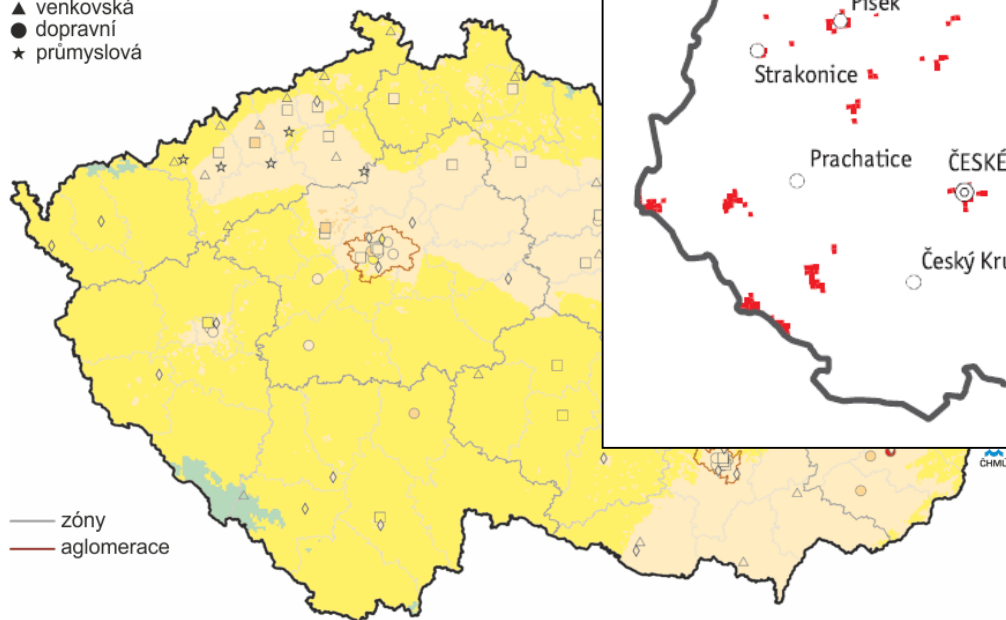 venkovská
dopravní
průmyslová
Písek
Strakonice
Prachatice
ČESKÉ
Český Kru
zóny
aglomerace
ČHMÚ